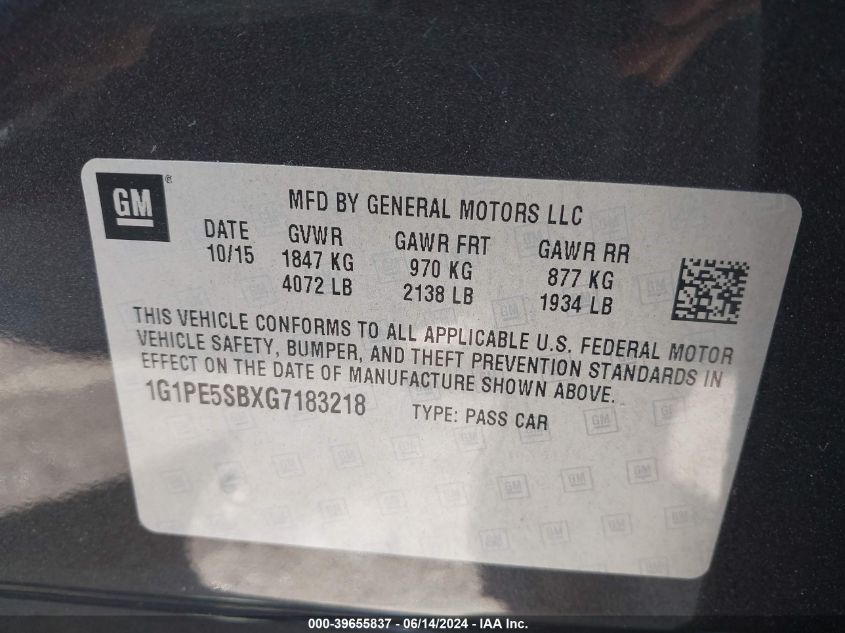 GM ®
MFD BY GENERAL MOTORS LLC
DATE GVWR GAWR FRT GAWR RR
10/15 1847 KG 970 KG 877 KG
4072 LB 2138 LB 1934 LB
THIS VEHICLE CONFORMS TO ALL APPLICABLE U.S. FEDERAL MOTOR
VEHICLE SAFETY, BUMPER, AND THEFT PREVENTION STANDARDS IN
EFFECT ON THE DATE OF MANUFACTURE SHOWN ABOVE.
1G1PE5SBXG7183218 TYPE: PASS CAR
000-39655837 - 06/14/2024 - IAA Inc.